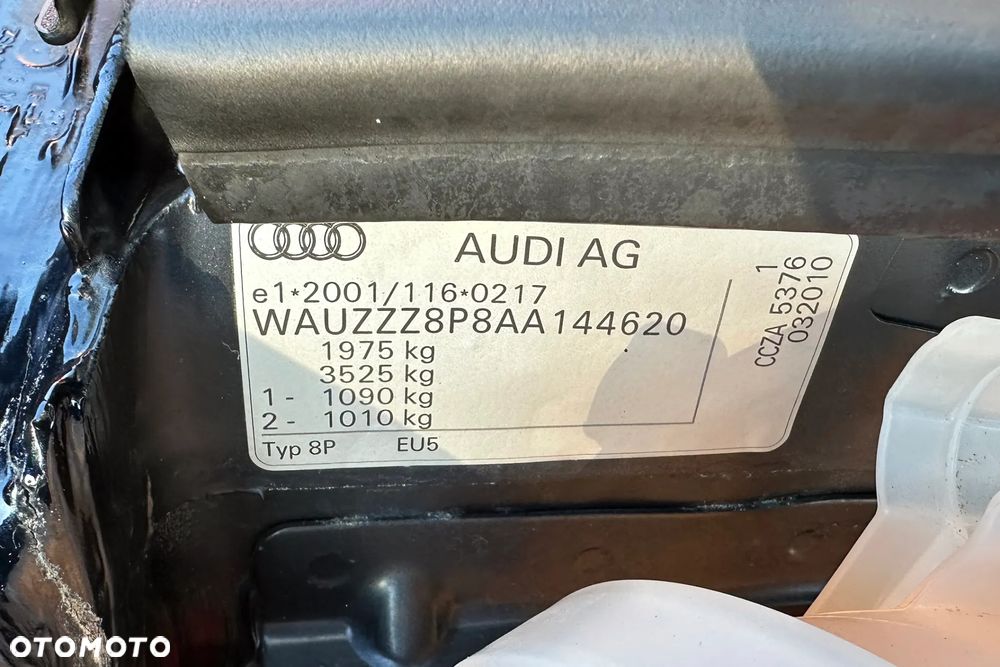 AUDI AG
e1*2001/116*0217
WAUZZZ8P8AA144620
1975 kg
3525 kg
1 - 1090 kg
2 - 1010 kg
Typ 8P EU5
1
CCZA 5376
032010
OTOMOTO